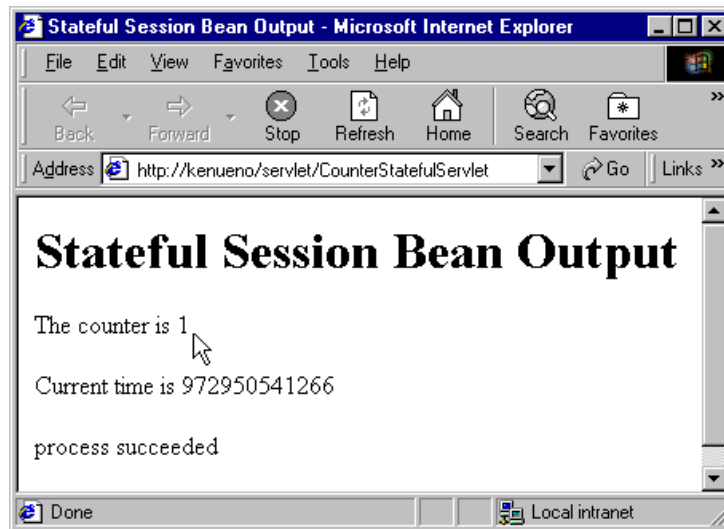 Stateful Session Bean Output - Microsoft Internet Explorer
File Edit View Favorites Tools Help
Back Forward Stop Refresh Home Search Favorites »
Address http://kenueno/servlet/CounterStatefulServlet Go Links »
Stateful Session Bean Output
The counter is 1
Current time is 972950541266
process succeeded
Done Local intranet